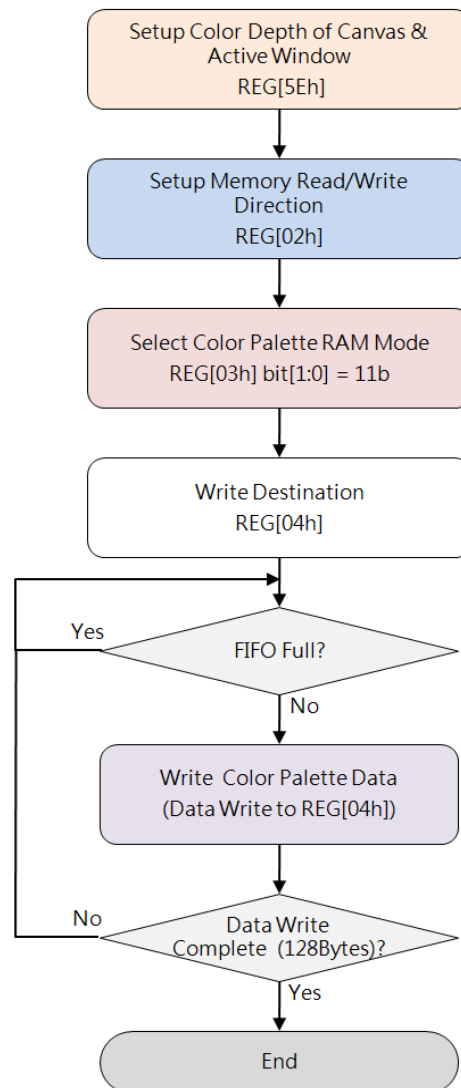 Setup Color Depth of Canvas &
Active Window
REG[5Eh]
Setup Memory Read/Write
Direction
REG[02h]
Select Color Palette RAM Mode
REG[03h] bit[1:0] = 11b
Write Destination
REG[04h]
Yes
FIFO Full?
No
Write Color Palette Data
(Data Write to REG[04h])
No
Data Write
Complete (128Bytes)?
Yes
End